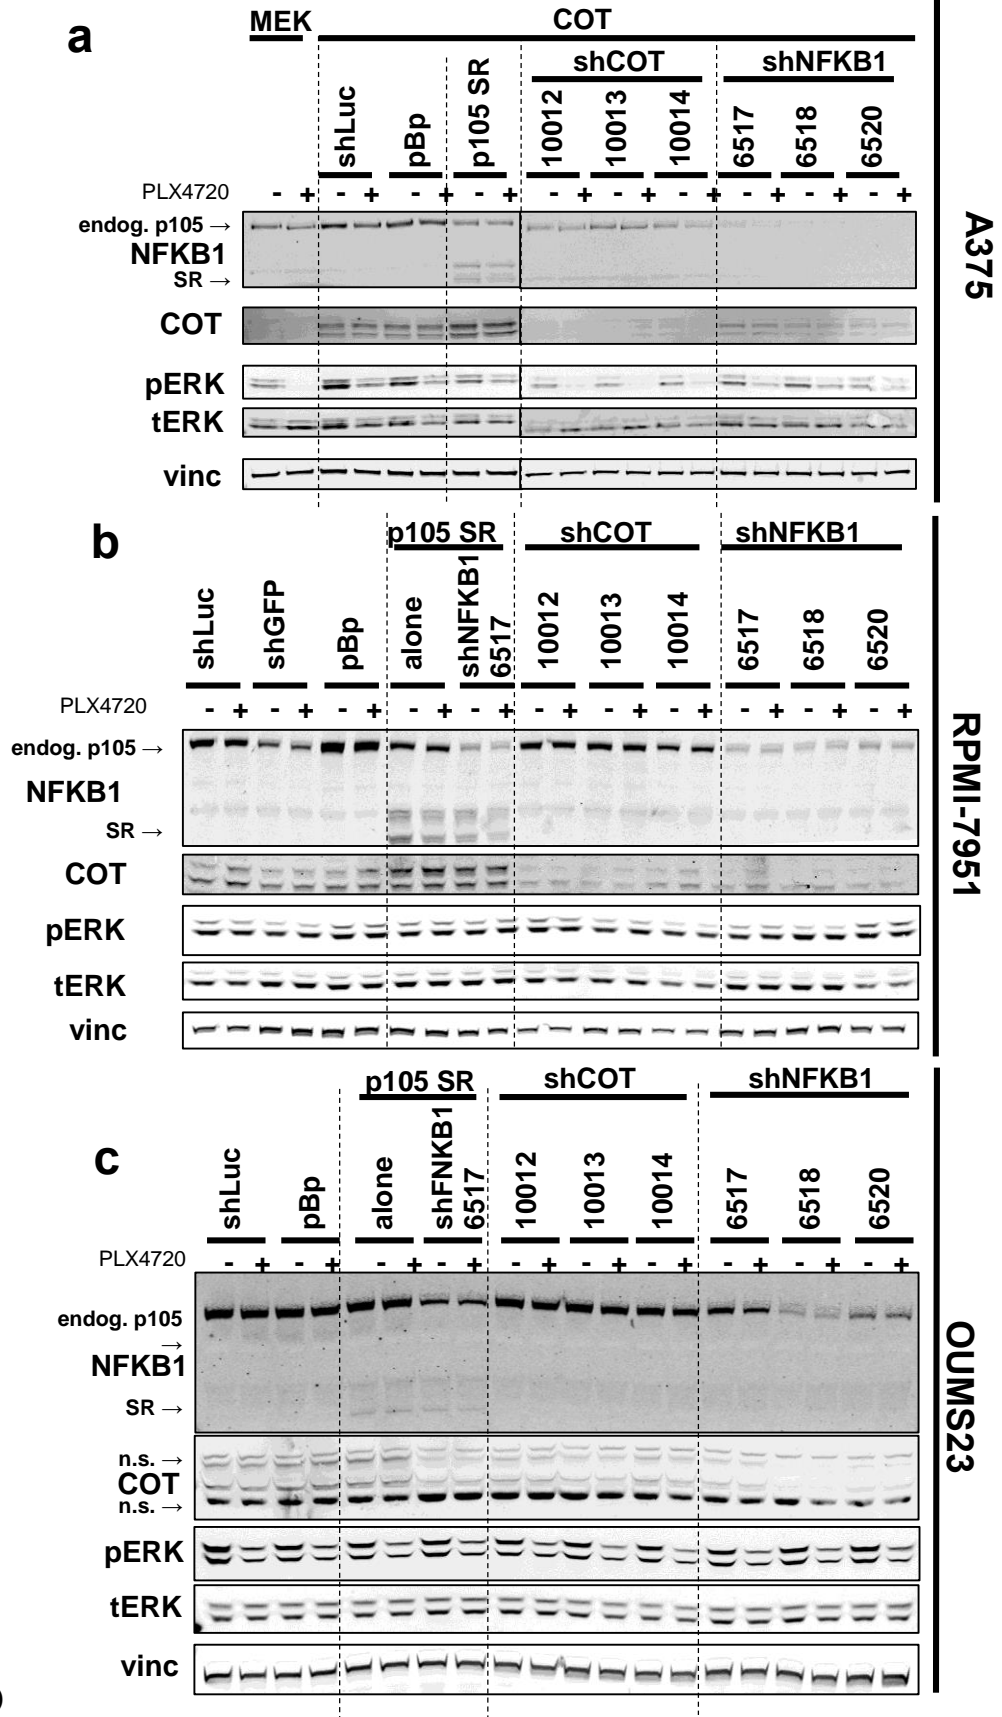 a
MEK
COT
shCOT
shNFKB1
shLuc
pBp
p105 SR
10012
10013
10014
6517
6518
6520
PLX4720
- + - + - + - + - + - + - + - + - + - +
endog. p105 →
NFKB1
SR →
COT
pERK
tERK
vinc
A375
b
p105 SR
shCOT
shNFKB1
shLuc
shGFP
pBp
alone
shNFKB1
6517
10012
10013
10014
6517
6518
6520
PLX4720
- + - + - + - + - + - + - + - + - + - + - +
endog. p105 →
NFKB1
SR →
COT
pERK
tERK
vinc
RPMI-7951
c
p105 SR
shCOT
shNFKB1
shLuc
pBp
alone
shFNKB1
6517
10012
10013
10014
6517
6518
6520
PLX4720
- + - + - + - + - + - + - + - + - + - +
endog. p105
→
NFKB1
SR →
n.s. →
COT
n.s. →
pERK
tERK
vinc
OUMS23